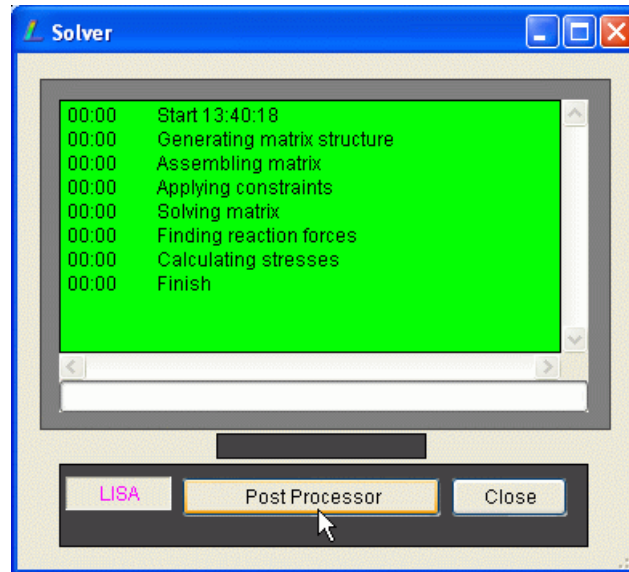 Solver
00:00 Start 13:40:18
00:00 Generating matrix structure
00:00 Assembling matrix
00:00 Applying constraints
00:00 Solving matrix
00:00 Finding reaction forces
00:00 Calculating stresses
00:00 Finish
LISA Post Processor Close